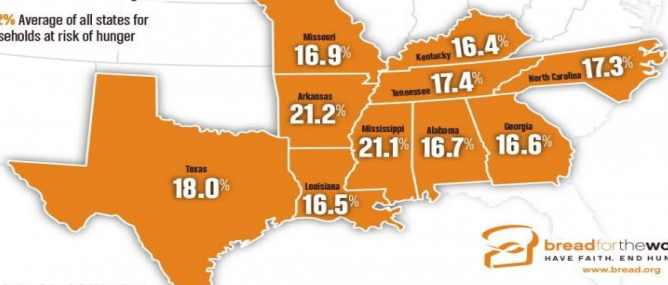 2% Average of all states for
seholds at risk of hunger
Missouri
16.9%
Kentucky 16.4%
Tennessee 17.4%
North Carolina 17.3%
Arkansas
21.2%
Mississippi
21.1%
Alabama
16.7%
Georgia
16.6%
Texas
18.0%
Louisiana
16.5%
breadforthewo
HAVE FAITH. END HUN
www.bread.org